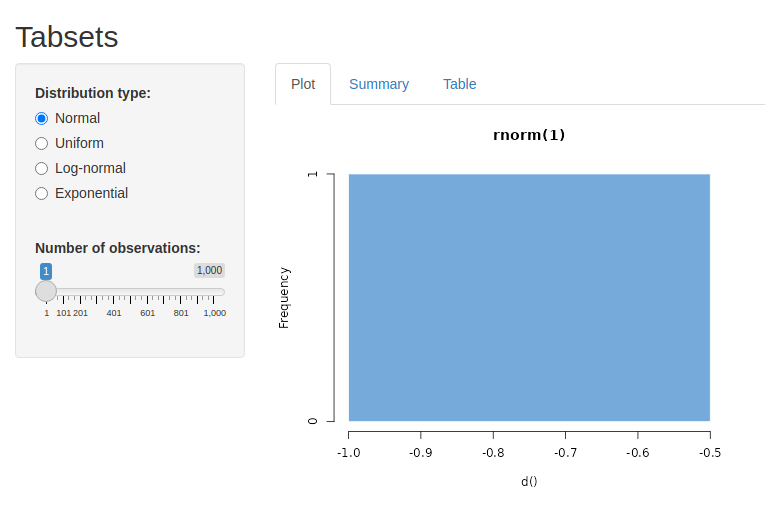 Tabsets
Distribution type:
Normal
Uniform
Log-normal
Exponential
Number of observations:
1 1,000
1 101 201 401 601 801 1,000
Plot Summary Table
rnorm(1)
Frequency
1
0
-1.0 -0.9 -0.8 -0.7 -0.6 -0.5
d()